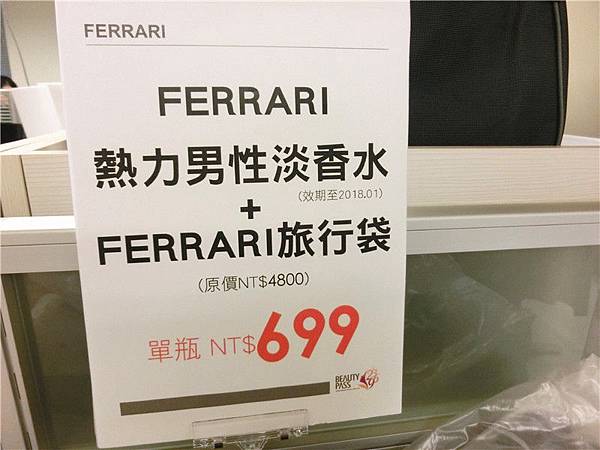 FERRARI
FERRARI
熱力男性淡香水
(效期至2018.01)
+
FERRARI旅行袋
(原價NT$4800)
單瓶 NT$699
BEAUTY
PASS